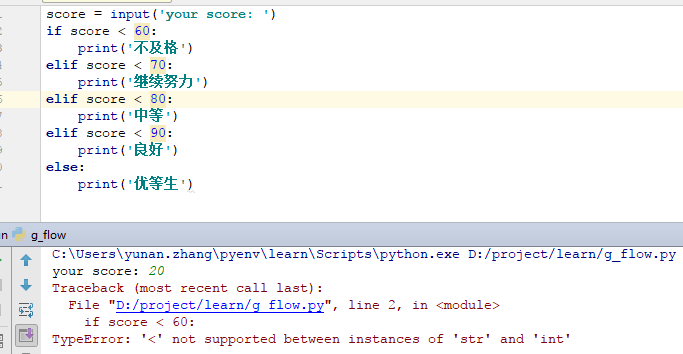 score = input('your score: ')
if score < 60:
    print('不及格')
elif score < 70:
    print('继续努力')
elif score < 80:
    print('中等')
elif score < 90:
    print('良好')
else:
    print('优等生')
g_flow
C:\Users\yunan.zhang\pyenv\learn\Scripts\python.exe D:/project/learn/g_flow.py
your score: 20
Traceback (most recent call last):
  File "D:/project/learn/g_flow.py", line 2, in <module>
    if score < 60:
TypeError: '<' not supported between instances of 'str' and 'int'